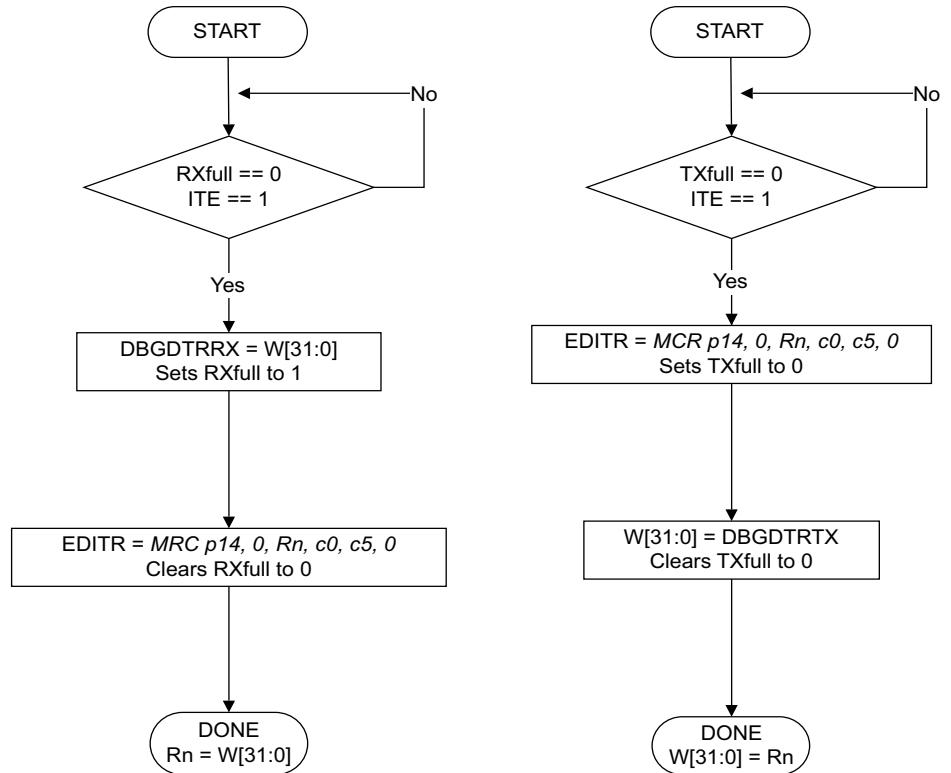 START
No
RXfull == 0
ITE == 1
Yes
DBGDTRRX = W[31:0]
Sets RXfull to 1
EDITR = MRC p14, 0, Rn, c0, c5, 0
Clears RXfull to 0
DONE
Rn = W[31:0]
START
No
TXfull == 0
ITE == 1
Yes
EDITR = MCR p14, 0, Rn, c0, c5, 0
Sets TXfull to 0
W[31:0] = DBGDTRTX
Clears TXfull to 0
DONE
W[31:0] = Rn